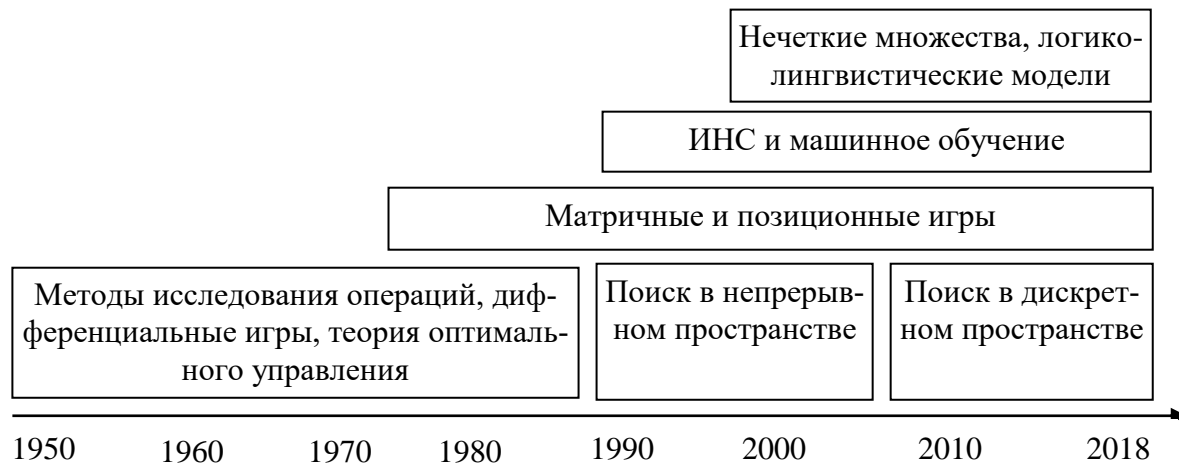 Нечеткие множества, логико-
лингвистические модели
ИНС и машинное обучение
Матричные и позиционные игры
Методы исследования операций, диф-
ференциальные игры, теория оптималь-
ного управления
Поиск в непрерыв-
ном пространстве
Поиск в дискрет-
ном пространстве
1950 1960 1970 1980 1990 2000 2010 2018